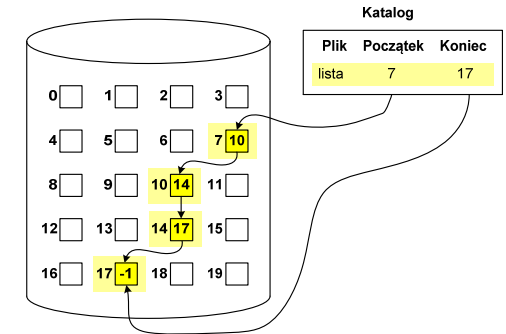 Katalog
Plik Początek Koniec
lista 7 17
0 1 2 3
4 5 6 7 10
8 9 10 14 11
12 13 14 17 15
16 17 -1 18 19